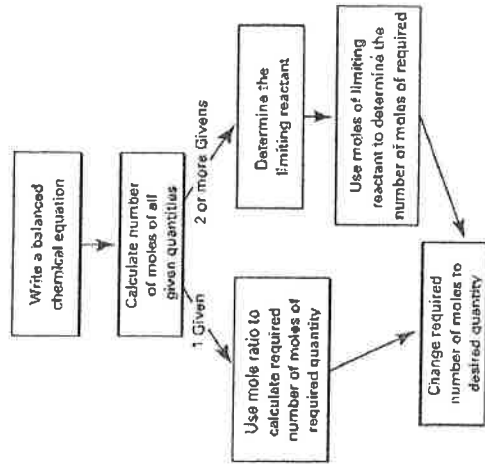 Write a balanced
chemical equation
Calculate number
of moles of all
given quantities
1 Given
2 or more Givens
Use mole ratio to
calculate required
number of moles of
required quantity
Determine the
limiting reactant
Use moles of limiting
reactant to determine the
number of moles of required
Change required
number of moles to
desired quantity